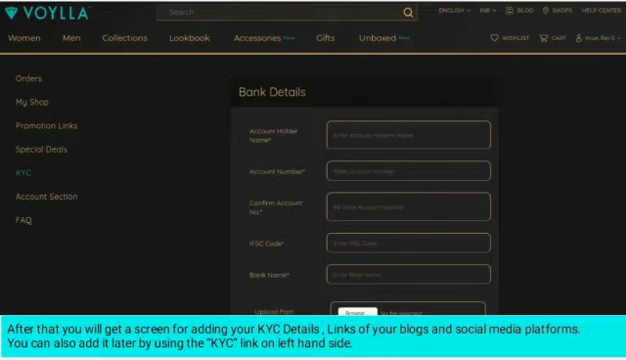 VOYLLA
Search
ENGLISH INR BLOG SHOPS HELP CENTER
Women Men Collections Lookbook Accessories New Gifts Unboxed New WISHLIST CART Arun Raj D
Orders
My Shop
Promotion Links
Special Deals
KYC
Account Section
FAQ
Bank Details
Account Holder
Name*
Enter Account Holder's Name
Account Number*
Enter Account Number
Confirm Account
No.*
Re Enter Account Number
IFSC Code*
Enter IFSC Code
Bank Name*
Enter Bank Name
Upload Pan*
Browse... No file selected.
After that you will get a screen for adding your KYC Details , Links of your blogs and social media platforms.
You can also add it later by using the “KYC” link on left hand side.